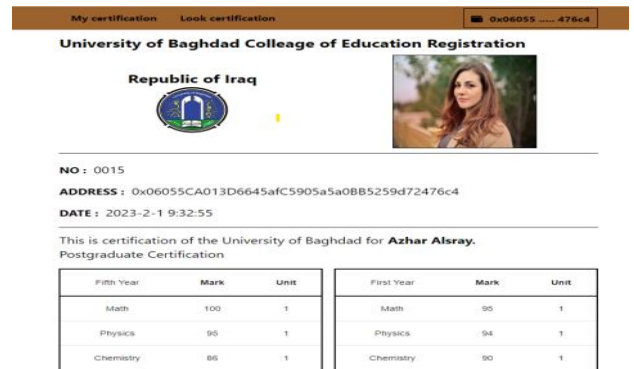 My certification Look certification 0x06055 ..... 476c4
University of Baghdad Colleage of Education Registration
Republic of Iraq
NO : 0015
ADDRESS : 0x06055CA013D6645afC5905a5a0BB5259d72476c4
DATE : 2023-2-1 9:32:55
This is certification of the University of Baghdad for Azhar Alsray.
Postgraduate Certification
Fifth Year Mark Unit First Year Mark Unit
Math 100 1 Math 95 1
Physics 95 1 Physics 94 1
Chemistry 86 1 Chemistry 90 1